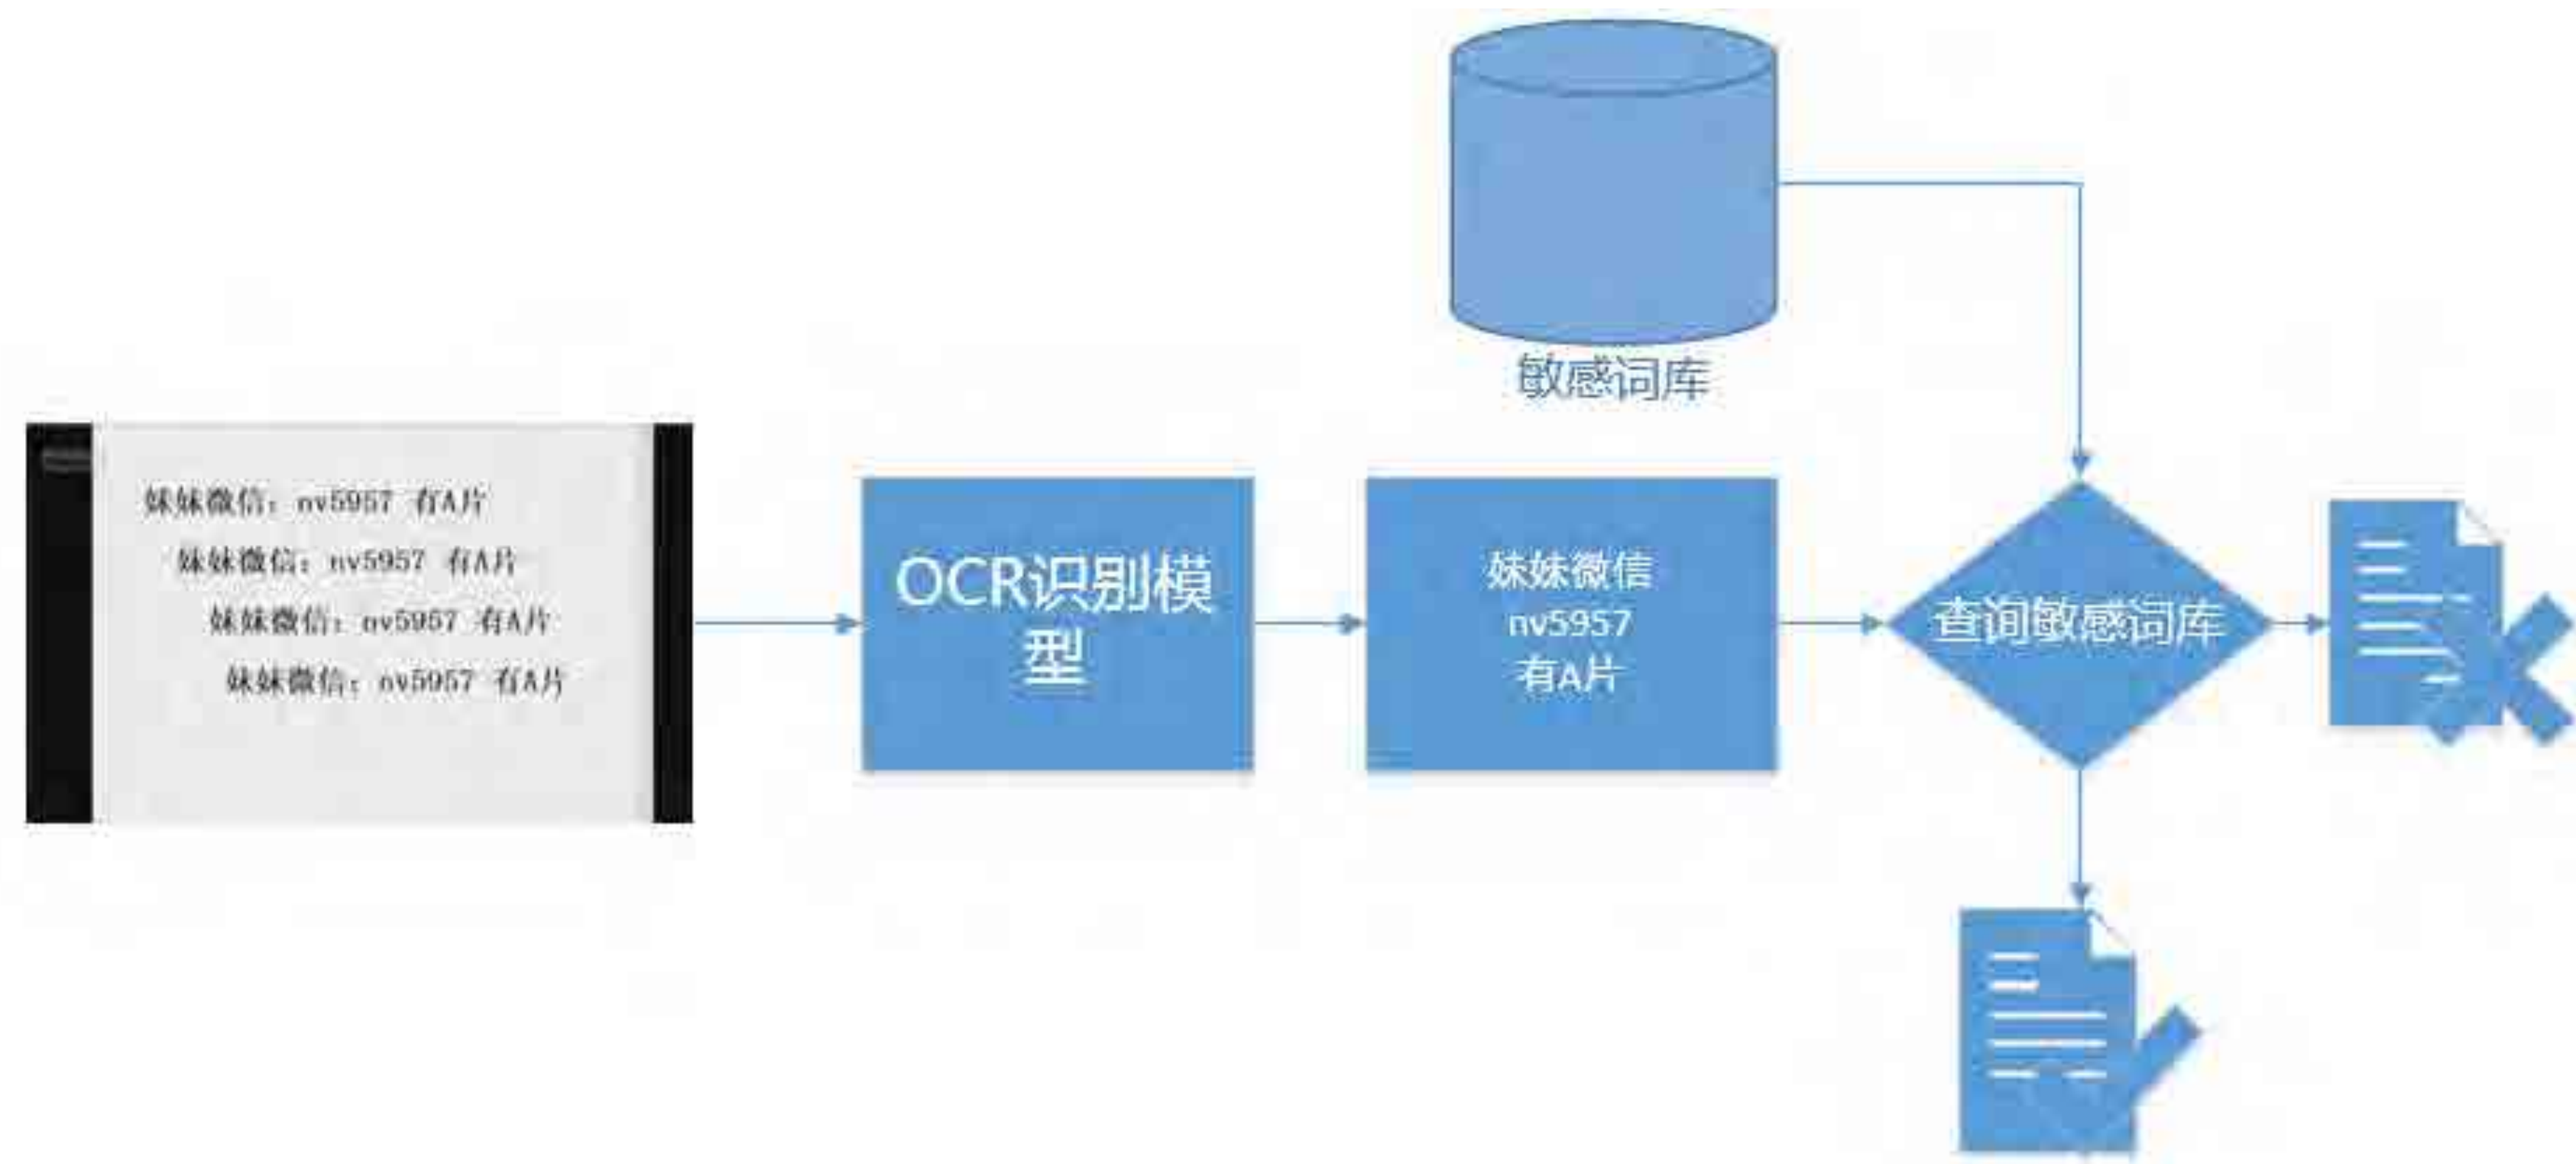 敏感词库
妹妹微信：nv5957 有A片
妹妹微信：nv5957 有A片
妹妹微信：nv5957 有A片
妹妹微信：nv5957 有A片
OCR识别模
型
妹妹微信
nv5957
有A片
查询敏感词库